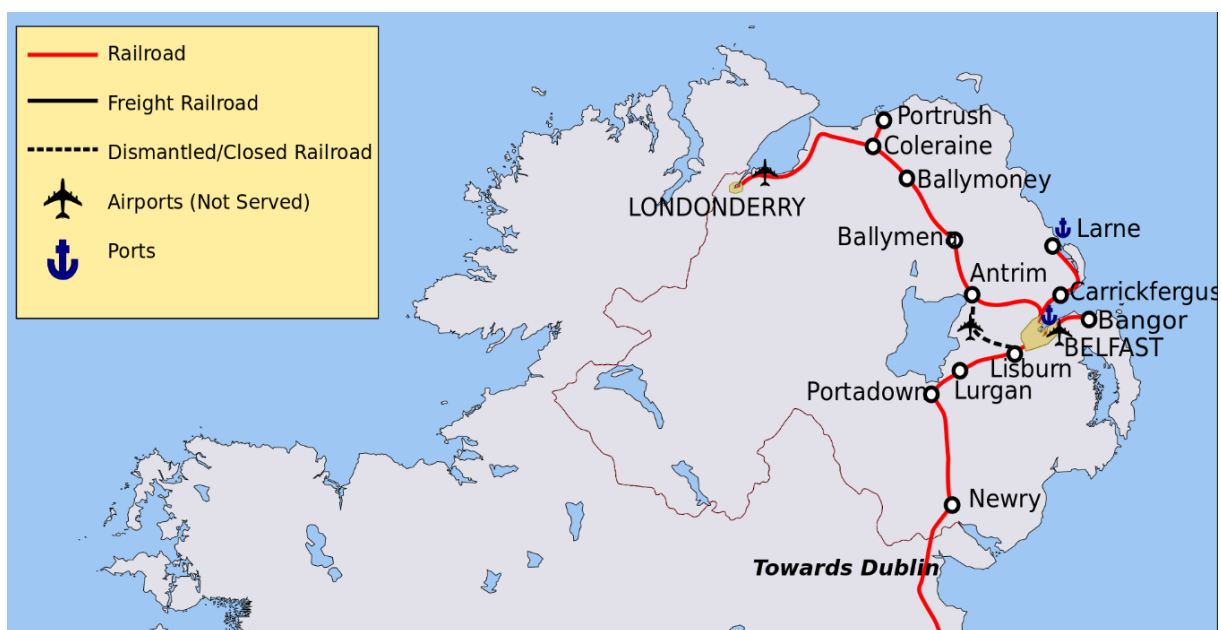 Railroad
Freight Railroad
Dismantled/Closed Railroad
Airports (Not Served)
Ports
Portrush
Coleraine
Ballymoney
LONDONDERRY
Larne
Ballymena
Antrim
Carrickfergus
Bangor
BELFAST
Lisburn
Lurgan
Portadown
Newry
Towards Dublin